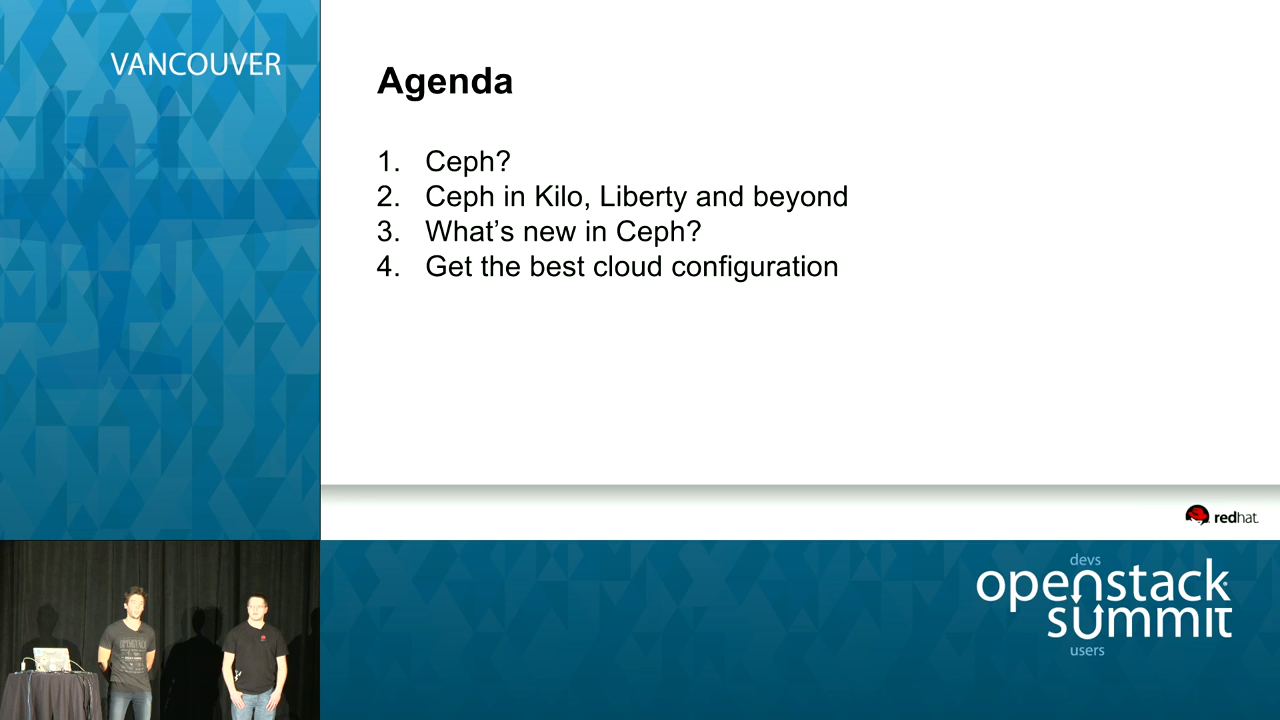 VANCOUVER
Agenda
1. Ceph?
2. Ceph in Kilo, Liberty and beyond
3. What's new in Ceph?
4. Get the best cloud configuration
redhat.
devs
openstack
summit
users
OPENSTACK